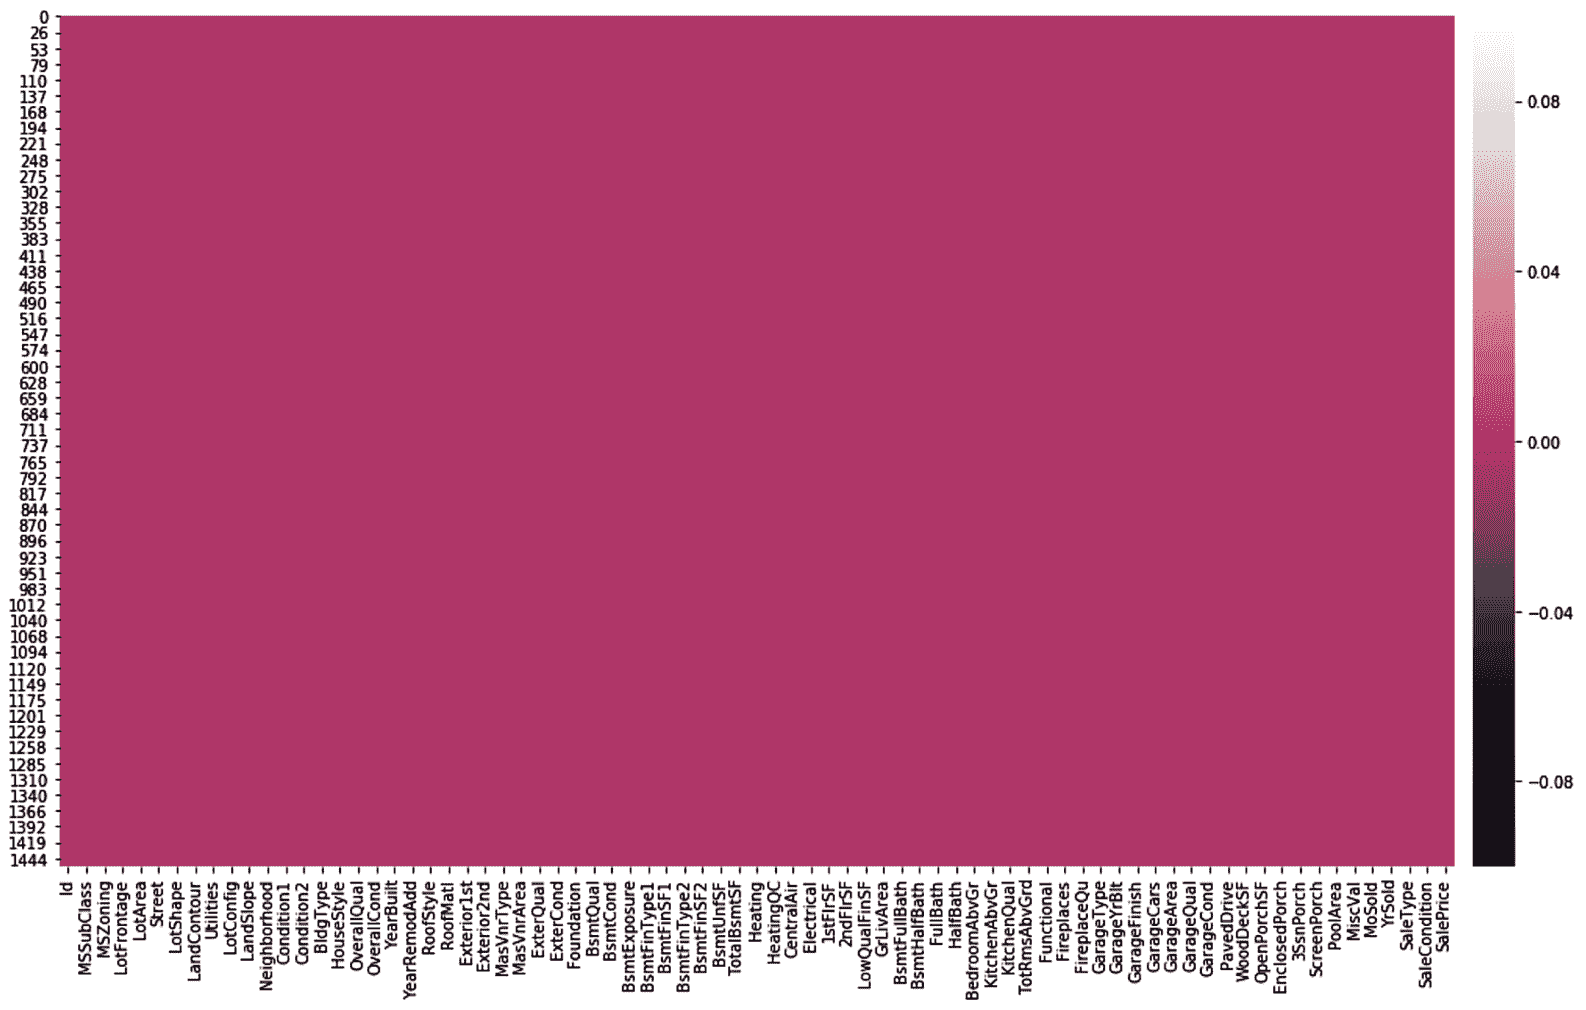 0
26
53
79
110
137
168
194
221
248
275
302
328
355
383
411
438
465
490
516
547
574
600
628
659
684
711
737
765
792
817
844
870
896
923
951
983
1012
1040
1068
1094
1120
1149
1175
1201
1229
1258
1285
1310
1340
1366
1392
1419
1444
Id
MSSubClass
MSZoning
LotFrontage
LotArea
Street
LotShape
LandContour
Utilities
LotConfig
LandSlope
Neighborhood
Condition1
Condition2
BldgType
HouseStyle
OverallQual
OverallCond
YearBuilt
YearRemodAdd
RoofStyle
RoofMatl
Exterior1st
Exterior2nd
MasVnrType
MasVnrArea
ExterQual
ExterCond
Foundation
BsmtQual
BsmtCond
BsmtExposure
BsmtFinType1
BsmtFinSF1
BsmtFinType2
BsmtFinSF2
BsmtUnfSF
TotalBsmtSF
Heating
HeatingQC
CentralAir
Electrical
1stFlrSF
2ndFlrSF
LowQualFinSF
GrLivArea
BsmtFullBath
BsmtHalfBath
FullBath
HalfBath
BedroomAbvGr
KitchenAbvGr
KitchenQual
TotRmsAbvGrd
Functional
Fireplaces
FireplaceQu
GarageType
GarageYrBlt
GarageFinish
GarageCars
GarageArea
GarageQual
GarageCond
PavedDrive
WoodDeckSF
OpenPorchSF
EnclosedPorch
3SsnPorch
ScreenPorch
PoolArea
MiscVal
MoSold
YrSold
SaleType
SaleCondition
SalePrice
0.08
0.04
0.00
−0.04
−0.08